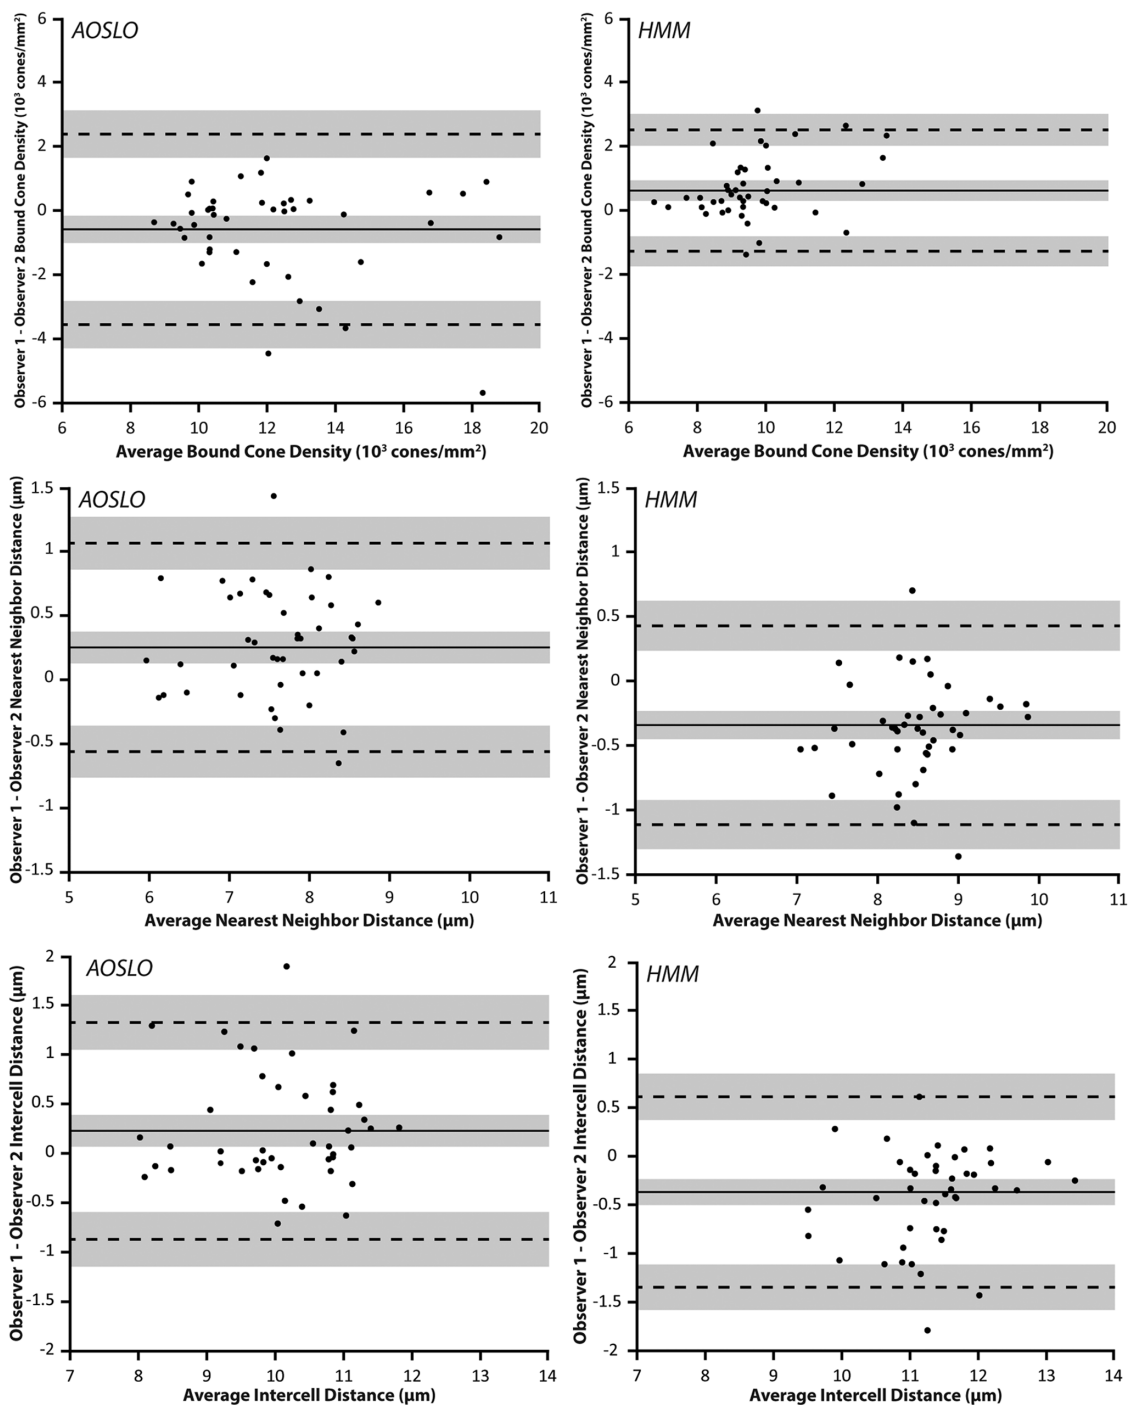 AOSLO
6
4
2
0
-2
-4
-6
Observer 1 - Observer 2 Bound Cone Density (10³ cones/mm²)
6 8 10 12 14 16 18 20
Average Bound Cone Density (10³ cones/mm²)
HMM
6
4
2
0
-2
-4
-6
Observer 1 - Observer 2 Bound Cone Density (10³ cones/mm²)
6 8 10 12 14 16 18 20
Average Bound Cone Density (10³ cones/mm²)
AOSLO
1.5
1
0.5
0
-0.5
-1
-1.5
Observer 1 - Observer 2 Nearest Neighbor Distance (µm)
5 6 7 8 9 10 11
Average Nearest Neighbor Distance (µm)
HMM
1.5
1
0.5
0
-0.5
-1
-1.5
Observer 1 - Observer 2 Nearest Neighbor Distance (µm)
5 6 7 8 9 10 11
Average Nearest Neighbor Distance (µm)
AOSLO
2
1.5
1
0.5
0
-0.5
-1
-1.5
-2
Observer 1 - Observer 2 Intercell Distance (µm)
7 8 9 10 11 12 13 14
Average Intercell Distance (µm)
HMM
2
1.5
1
0.5
0
-0.5
-1
-1.5
-2
Observer 1 - Observer 2 Intercell Distance (µm)
7 8 9 10 11 12 13 14
Average Intercell Distance (µm)